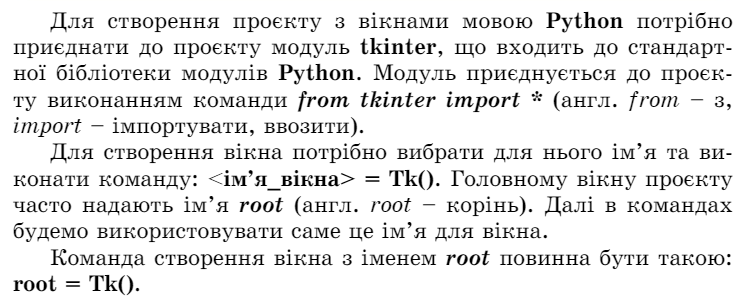 Для створення проєкту з вікнами мовою Python потрібно
приєднати до проєкту модуль tkinter, що входить до стандарт-
ної бібліотеки модулів Python. Модуль приєднується до проєк-
ту виконанням команди from tkinter import * (англ. from – з,
import – імпортувати, ввозити).
Для створення вікна потрібно вибрати для нього ім’я та ви-
конати команду: <ім’я_вікна> = Tk(). Головному вікну проєкту
часто надають ім’я root (англ. root – корінь). Далі в командах
будемо використовувати саме це ім’я для вікна.
Команда створення вікна з іменем root повинна бути такою:
root = Tk().